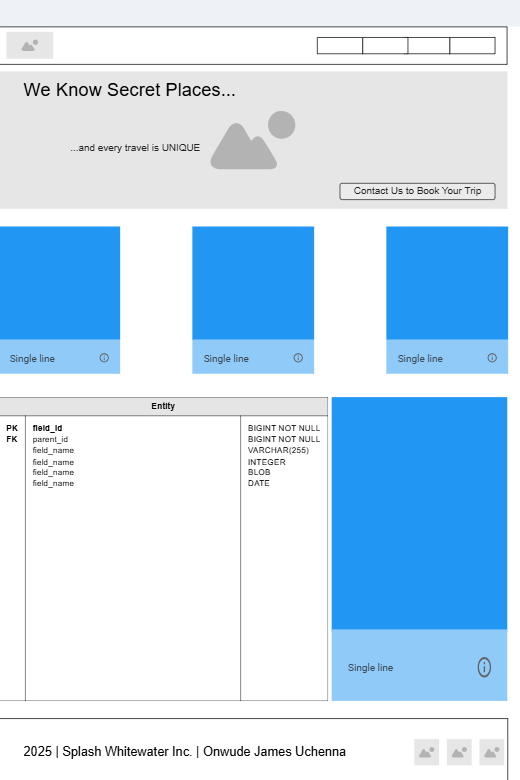 We Know Secret Places...
...and every travel is UNIQUE
Contact Us to Book Your Trip
Single line
Single line
Single line
Entity
PK field_id BIGINT NOT NULL
FK parent_id BIGINT NOT NULL
field_name VARCHAR(255)
field_name INTEGER
field_name BLOB
field_name DATE
Single line
2025 | Splash Whitewater Inc. | Onwude James Uchenna